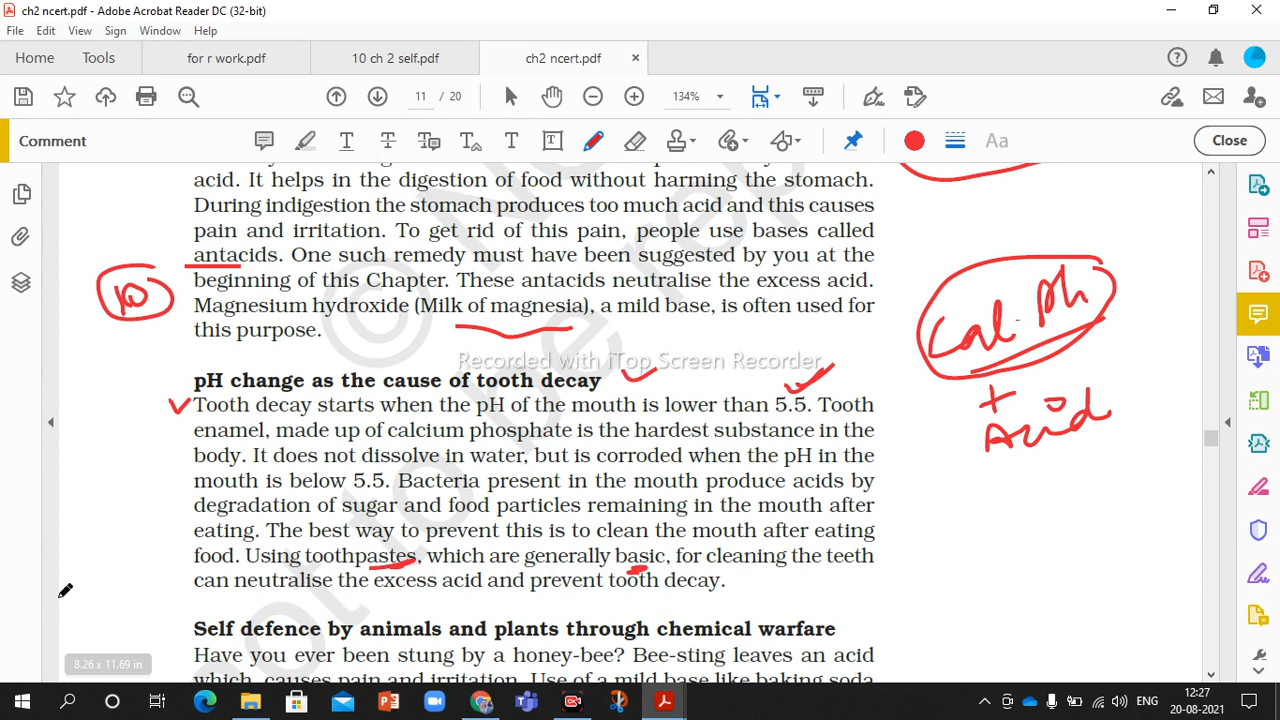 ch2 ncert.pdf - Adobe Acrobat Reader DC (32-bit)
File Edit View Sign Window Help
Home Tools for r work.pdf 10 ch 2 self.pdf ch2 ncert.pdf ×
11 / 20 134%
Comment Close
acid. It helps in the digestion of food without harming the stomach.
During indigestion the stomach produces too much acid and this causes
pain and irritation. To get rid of this pain, people use bases called
antacids. One such remedy must have been suggested by you at the
beginning of this Chapter. These antacids neutralise the excess acid.
Magnesium hydroxide (Milk of magnesia), a mild base, is often used for
this purpose.
10
Cal. Ph
+
Acid
Recorded with iTop Screen Recorder
pH change as the cause of tooth decay
Tooth decay starts when the pH of the mouth is lower than 5.5. Tooth
enamel, made up of calcium phosphate is the hardest substance in the
body. It does not dissolve in water, but is corroded when the pH in the
mouth is below 5.5. Bacteria present in the mouth produce acids by
degradation of sugar and food particles remaining in the mouth after
eating. The best way to prevent this is to clean the mouth after eating
food. Using toothpastes, which are generally basic, for cleaning the teeth
can neutralise the excess acid and prevent tooth decay.
Self defence by animals and plants through chemical warfare
Have you ever been stung by a honey-bee? Bee-sting leaves an acid
which causes pain and irritation. Use of a mild base like baking soda
8.26 x 11.69 in
ENG
12:27
20-08-2021